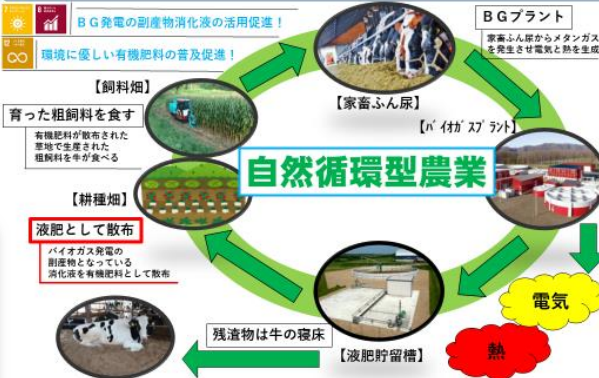 BG発電の副産物消化液の活用促進！
環境に優しい有機肥料の普及促進！
BGプラント
家畜ふん尿からメタンガス
を発生させ電気と熱を生成
【飼料畑】
育った粗飼料を食す
有機肥料が散布された
草地で生産された
粗飼料を牛が食べる
【家畜ふん尿】
【ﾊﾞｲｵｶﾞｽﾌﾟﾗﾝﾄ】
自然循環型農業
【耕種畑】
液肥として散布
バイオガス発電の
副産物となっている
消化液を有機肥料として散布
電気
熱
残渣物は牛の寝床
【液肥貯留槽】